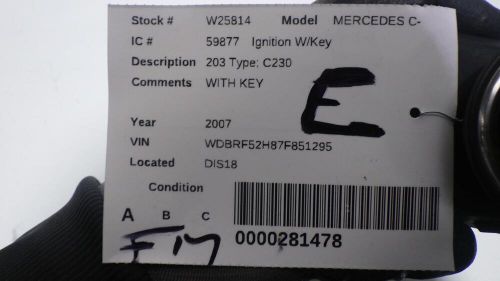 Stock # W25814 Model MERCEDES C-
IC # 59877 Ignition W/Key
Description 203 Type; C230
Comments WITH KEY
E
Year 2007
VIN WDBRF52H87F851295
Located DIS18
Condition
A B C
0000281478